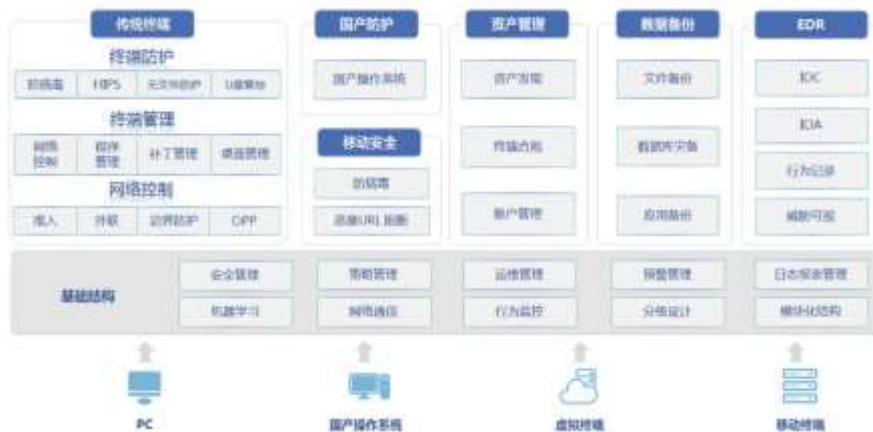 传统终端
终端防护
防病毒 HIPS 无文件防护 U盘管控
终端管理
网络控制 程序管理 补丁管理 桌面管理
网络控制
准入 外联 边界防护 OPP
国产防护
国产操作系统
移动安全
防病毒
恶意URL拦截
资产管理
资产发现
终端点检
账户管理
数据备份
文件备份
数据库灾备
应用备份
EDR
IOC
IOA
行为记录
威胁可视
基础结构
安全管理 策略管理 运维管理 预警管理 日志报表管理
机器学习 网络通信 行为监控 分级设计 模块化结构
PC
国产操作系统
虚拟终端
移动终端